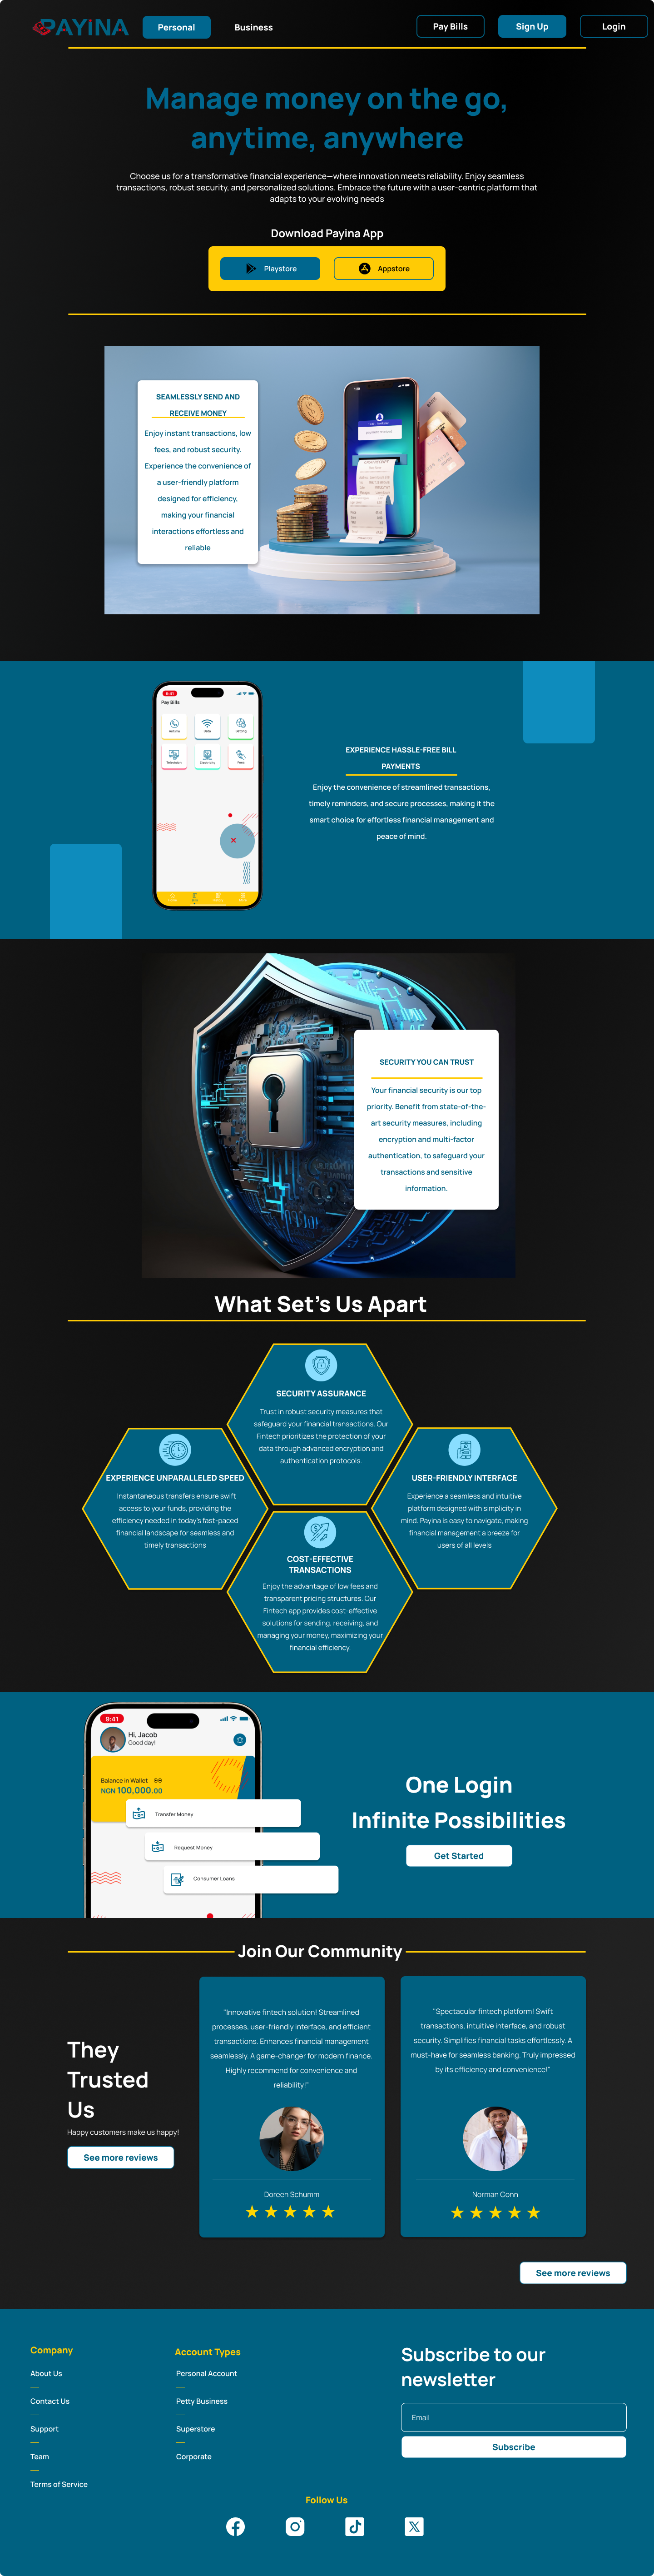 PAYINA
Personal
Business
Pay Bills
Sign Up
Login
Manage money on the go,
anytime, anywhere
Choose us for a transformative financial experience—where innovation meets reliability. Enjoy seamless
transactions, robust security, and personalized solutions. Embrace the future with a user-centric platform that
adapts to your evolving needs
Download Payina App
Playstore
Appstore
SEAMLESSLY SEND AND
RECEIVE MONEY
Enjoy instant transactions, low
fees, and robust security.
Experience the convenience of
a user-friendly platform
designed for efficiency,
making your financial
interactions effortless and
reliable
9:41
Pay Bills
Airtime
Data
Betting
Television
Electricity
EXPERIENCE HASSLE-FREE BILL
PAYMENTS
Enjoy the convenience of streamlined transactions,
timely reminders, and secure processes, making it the
smart choice for effortless financial management and
peace of mind.
SECURITY YOU CAN TRUST
Your financial security is our top
priority. Benefit from state-of-the-
art security measures, including
encryption and multi-factor
authentication, to safeguard your
transactions and sensitive
information.
What Set's Us Apart
SECURITY ASSURANCE
Trust in robust security measures that
safeguard your financial transactions. Our
Fintech prioritizes the protection of your
data through advanced encryption and
authentication protocols.
EXPERIENCE UNPARALLELED SPEED
Instantaneous transfers ensure swift
access to your funds, providing the
efficiency needed in today's fast-paced
financial landscape for seamless and
timely transactions
USER-FRIENDLY INTERFACE
Experience a seamless and intuitive
platform designed with simplicity in
mind. Payina is easy to navigate, making
financial management a breeze for
users of all levels
COST-EFFECTIVE
TRANSACTIONS
Enjoy the advantage of low fees and
transparent pricing structures. Our
Fintech app provides cost-effective
solutions for sending, receiving, and
managing your money, maximizing your
financial efficiency.
9:41
Hi, Jacob
Good day!
Balance in Wallet
NGN 100,000.00
Transfer Money
Request Money
Consumer Loans
One Login
Infinite Possibilities
Get Started
Join Our Community
They
Trusted
Us
Happy customers make us happy!
See more reviews
"Innovative fintech solution! Streamlined
processes, user-friendly interface, and efficient
transactions. Enhances financial management
seamlessly. A game-changer for modern finance.
Highly recommend for convenience and
reliability!"
Doreen Schumm
"Spectacular fintech platform! Swift
transactions, intuitive interface, and robust
security. Simplifies financial tasks effortlessly. A
must-have for seamless banking. Truly impressed
by its efficiency and convenience!"
Norman Conn
See more reviews
Company
About Us
Contact Us
Support
Team
Terms of Service
Account Types
Personal Account
Petty Business
Superstore
Corporate
Subscribe to our
newsletter
Email
Subscribe
Follow Us